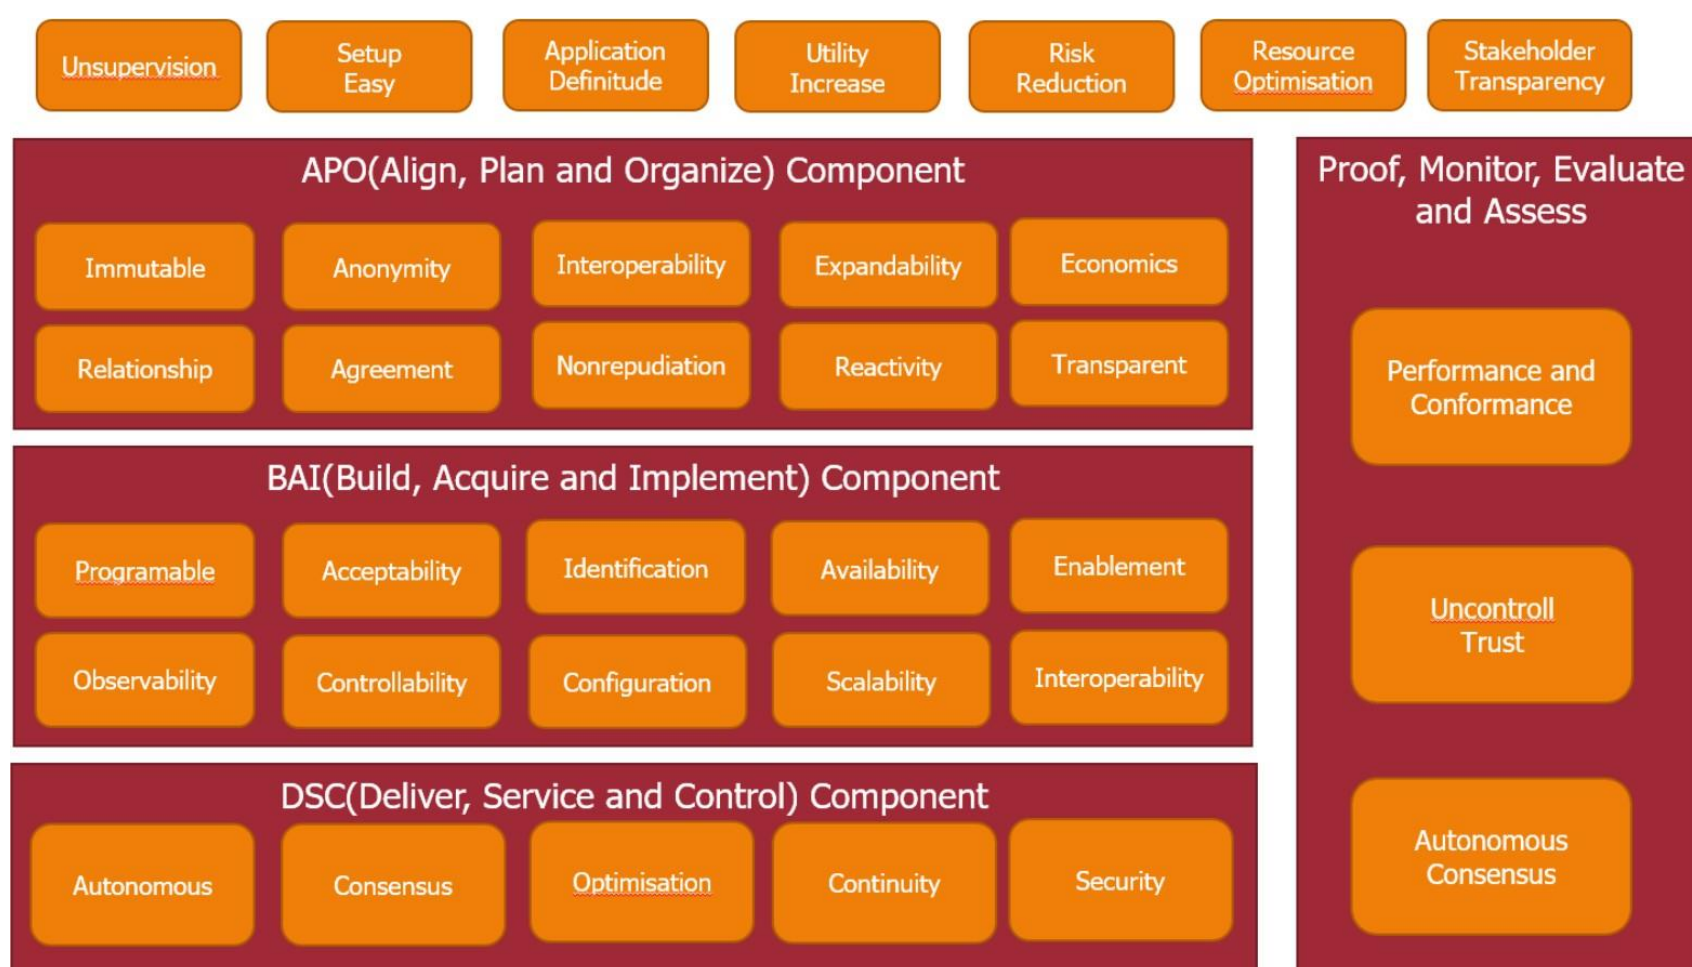 Unsupervision
Setup
Easy
Application
Definitude
Utility
Increase
Risk
Reduction
Resource
Optimisation
Stakeholder
Transparency
APO(Align, Plan and Organize) Component
Immutable
Anonymity
Interoperability
Expandability
Economics
Relationship
Agreement
Nonrepudiation
Reactivity
Transparent
BAI(Build, Acquire and Implement) Component
Programable
Acceptability
Identification
Availability
Enablement
Observability
Controllability
Configuration
Scalability
Interoperability
DSC(Deliver, Service and Control) Component
Autonomous
Consensus
Optimisation
Continuity
Security
Proof, Monitor, Evaluate
and Assess
Performance and
Conformance
Uncontroll
Trust
Autonomous
Consensus